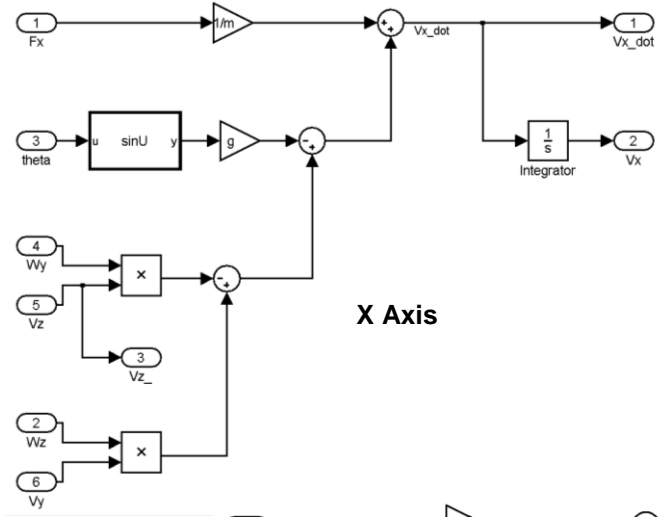 1
Fx
1/m
+
+
Vx_dot
1
Vx_dot
3
theta
u
sinU
y
g
-
+
1
s
Integrator
2
Vx
4
Wy
×
-
+
5
Vz
X Axis
3
Vz_
2
Wz
×
6
Vy